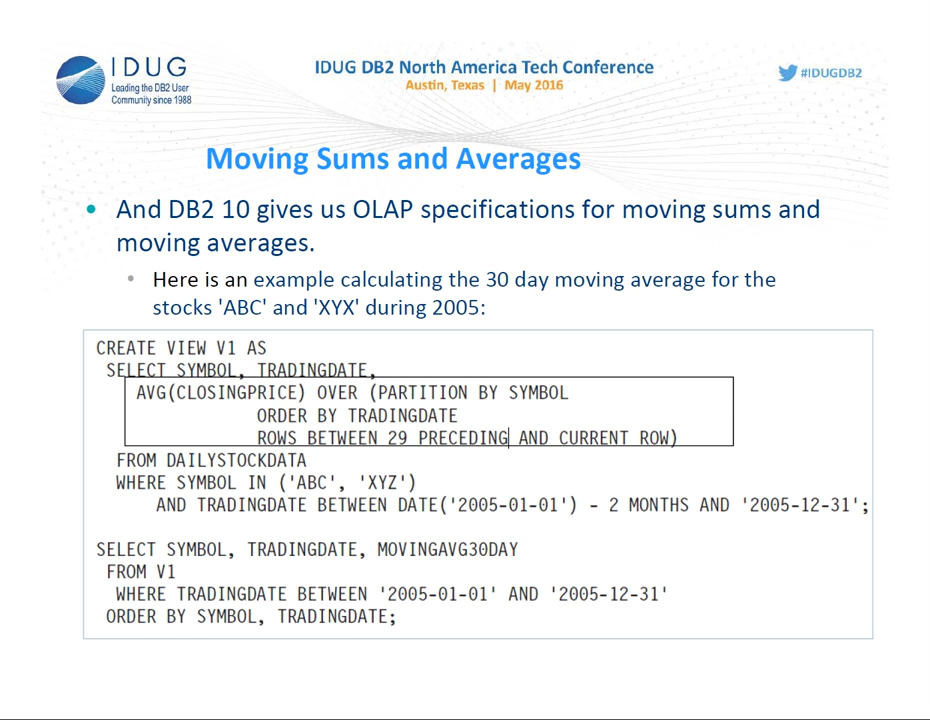 IDUG
Leading the DB2 User
Community since 1988
IDUG DB2 North America Tech Conference
Austin, Texas | May 2016
#IDUGDB2
Moving Sums and Averages
• And DB2 10 gives us OLAP specifications for moving sums and
moving averages.
• Here is an example calculating the 30 day moving average for the
stocks 'ABC' and 'XYX' during 2005:
CREATE VIEW V1 AS
SELECT SYMBOL, TRADINGDATE,
AVG(CLOSINGPRICE) OVER (PARTITION BY SYMBOL
ORDER BY TRADINGDATE
ROWS BETWEEN 29 PRECEDING AND CURRENT ROW)
FROM DAILYSTOCKDATA
WHERE SYMBOL IN ('ABC', 'XYZ')
AND TRADINGDATE BETWEEN DATE('2005-01-01') - 2 MONTHS AND '2005-12-31';
SELECT SYMBOL, TRADINGDATE, MOVINGAVG30DAY
FROM V1
WHERE TRADINGDATE BETWEEN '2005-01-01' AND '2005-12-31'
ORDER BY SYMBOL, TRADINGDATE;